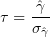 τ = γ̂ / σ_γ̂